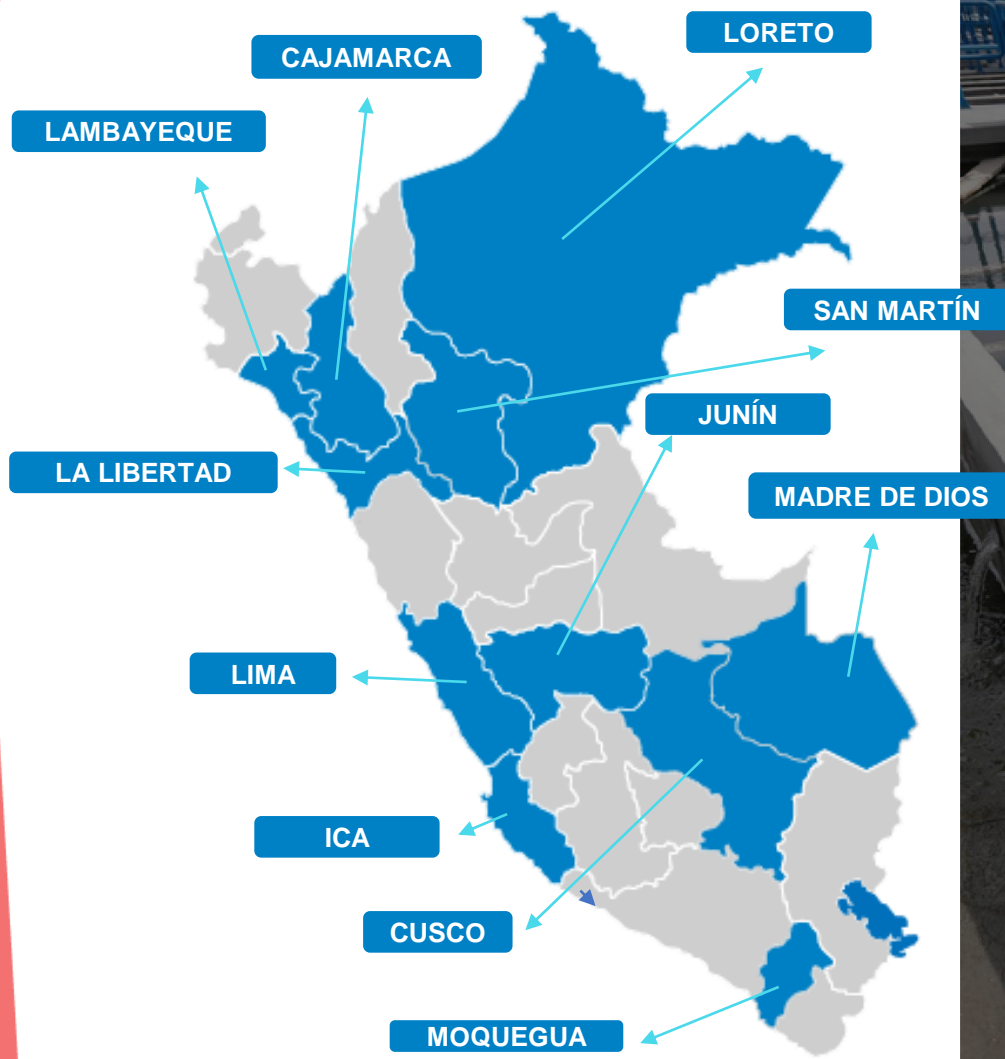 LORETO
CAJAMARCA
LAMBAYEQUE
SAN MARTÍN
JUNÍN
LA LIBERTAD
MADRE DE DIOS
LIMA
ICA
CUSCO
MOQUEGUA